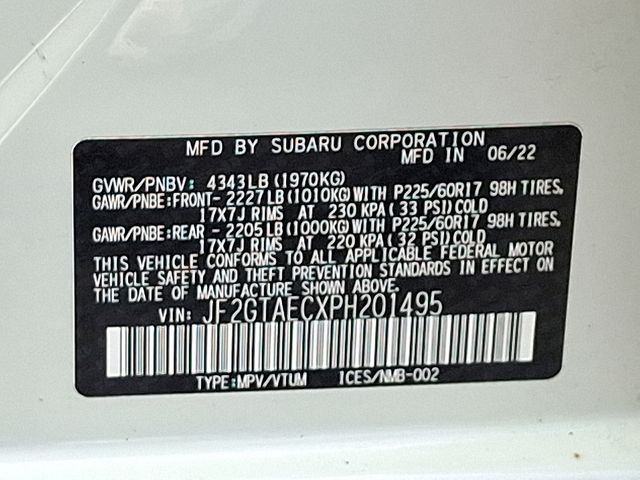 MFD BY SUBARU CORPORATION
MFD IN 06/22
GVWR/PNBV: 4343LB (1970KG)
GAWR/PNBE:FRONT- 2227LB (1010KG)WITH P225/60R17 98H TIRES,
17X7J RIMS AT 230 KPA ( 33 PSI)COLD
GAWR/PNBE:REAR - 2205LB (1000KG)WITH P225/60R17 98H TIRES,
17X7J RIMS AT 220 KPA ( 32 PSI)COLD
THIS VEHICLE CONFORMS TO ALL APPLICABLE FEDERAL MOTOR
VEHICLE SAFETY AND THEFT PREVENTION STANDARDS IN EFFECT ON
THE DATE OF MANUFACTURE SHOWN ABOVE.
VIN: JF2GTAECXPH201495
TYPE:MPV/VTUM ICES/NMB-002